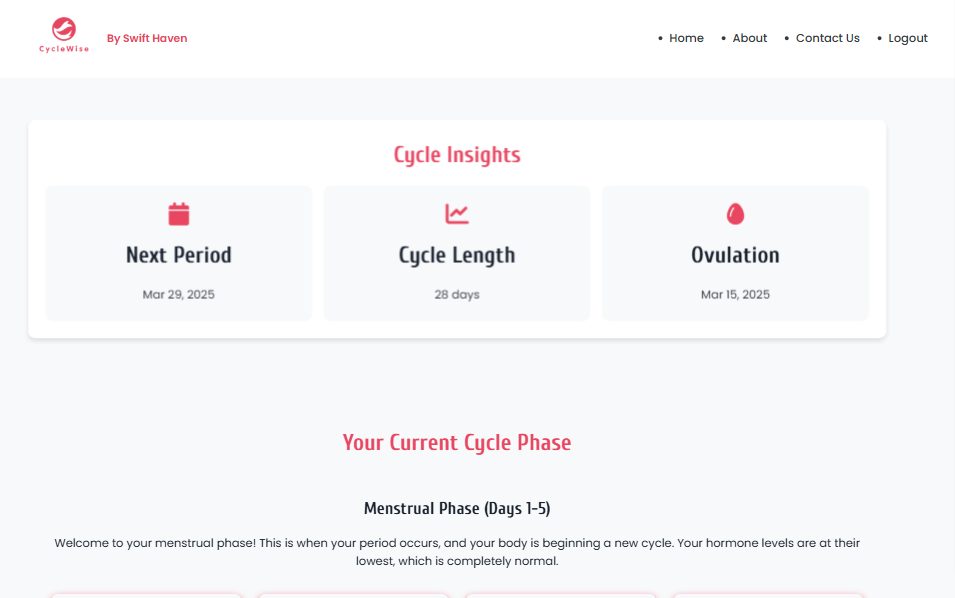 CycleWise
By Swift Haven
Home
About
Contact Us
Logout
Cycle Insights
Next Period
Mar 29, 2025
Cycle Length
28 days
Ovulation
Mar 15, 2025
Your Current Cycle Phase
Menstrual Phase (Days 1-5)
Welcome to your menstrual phase! This is when your period occurs, and your body is beginning a new cycle. Your hormone levels are at their
lowest, which is completely normal.